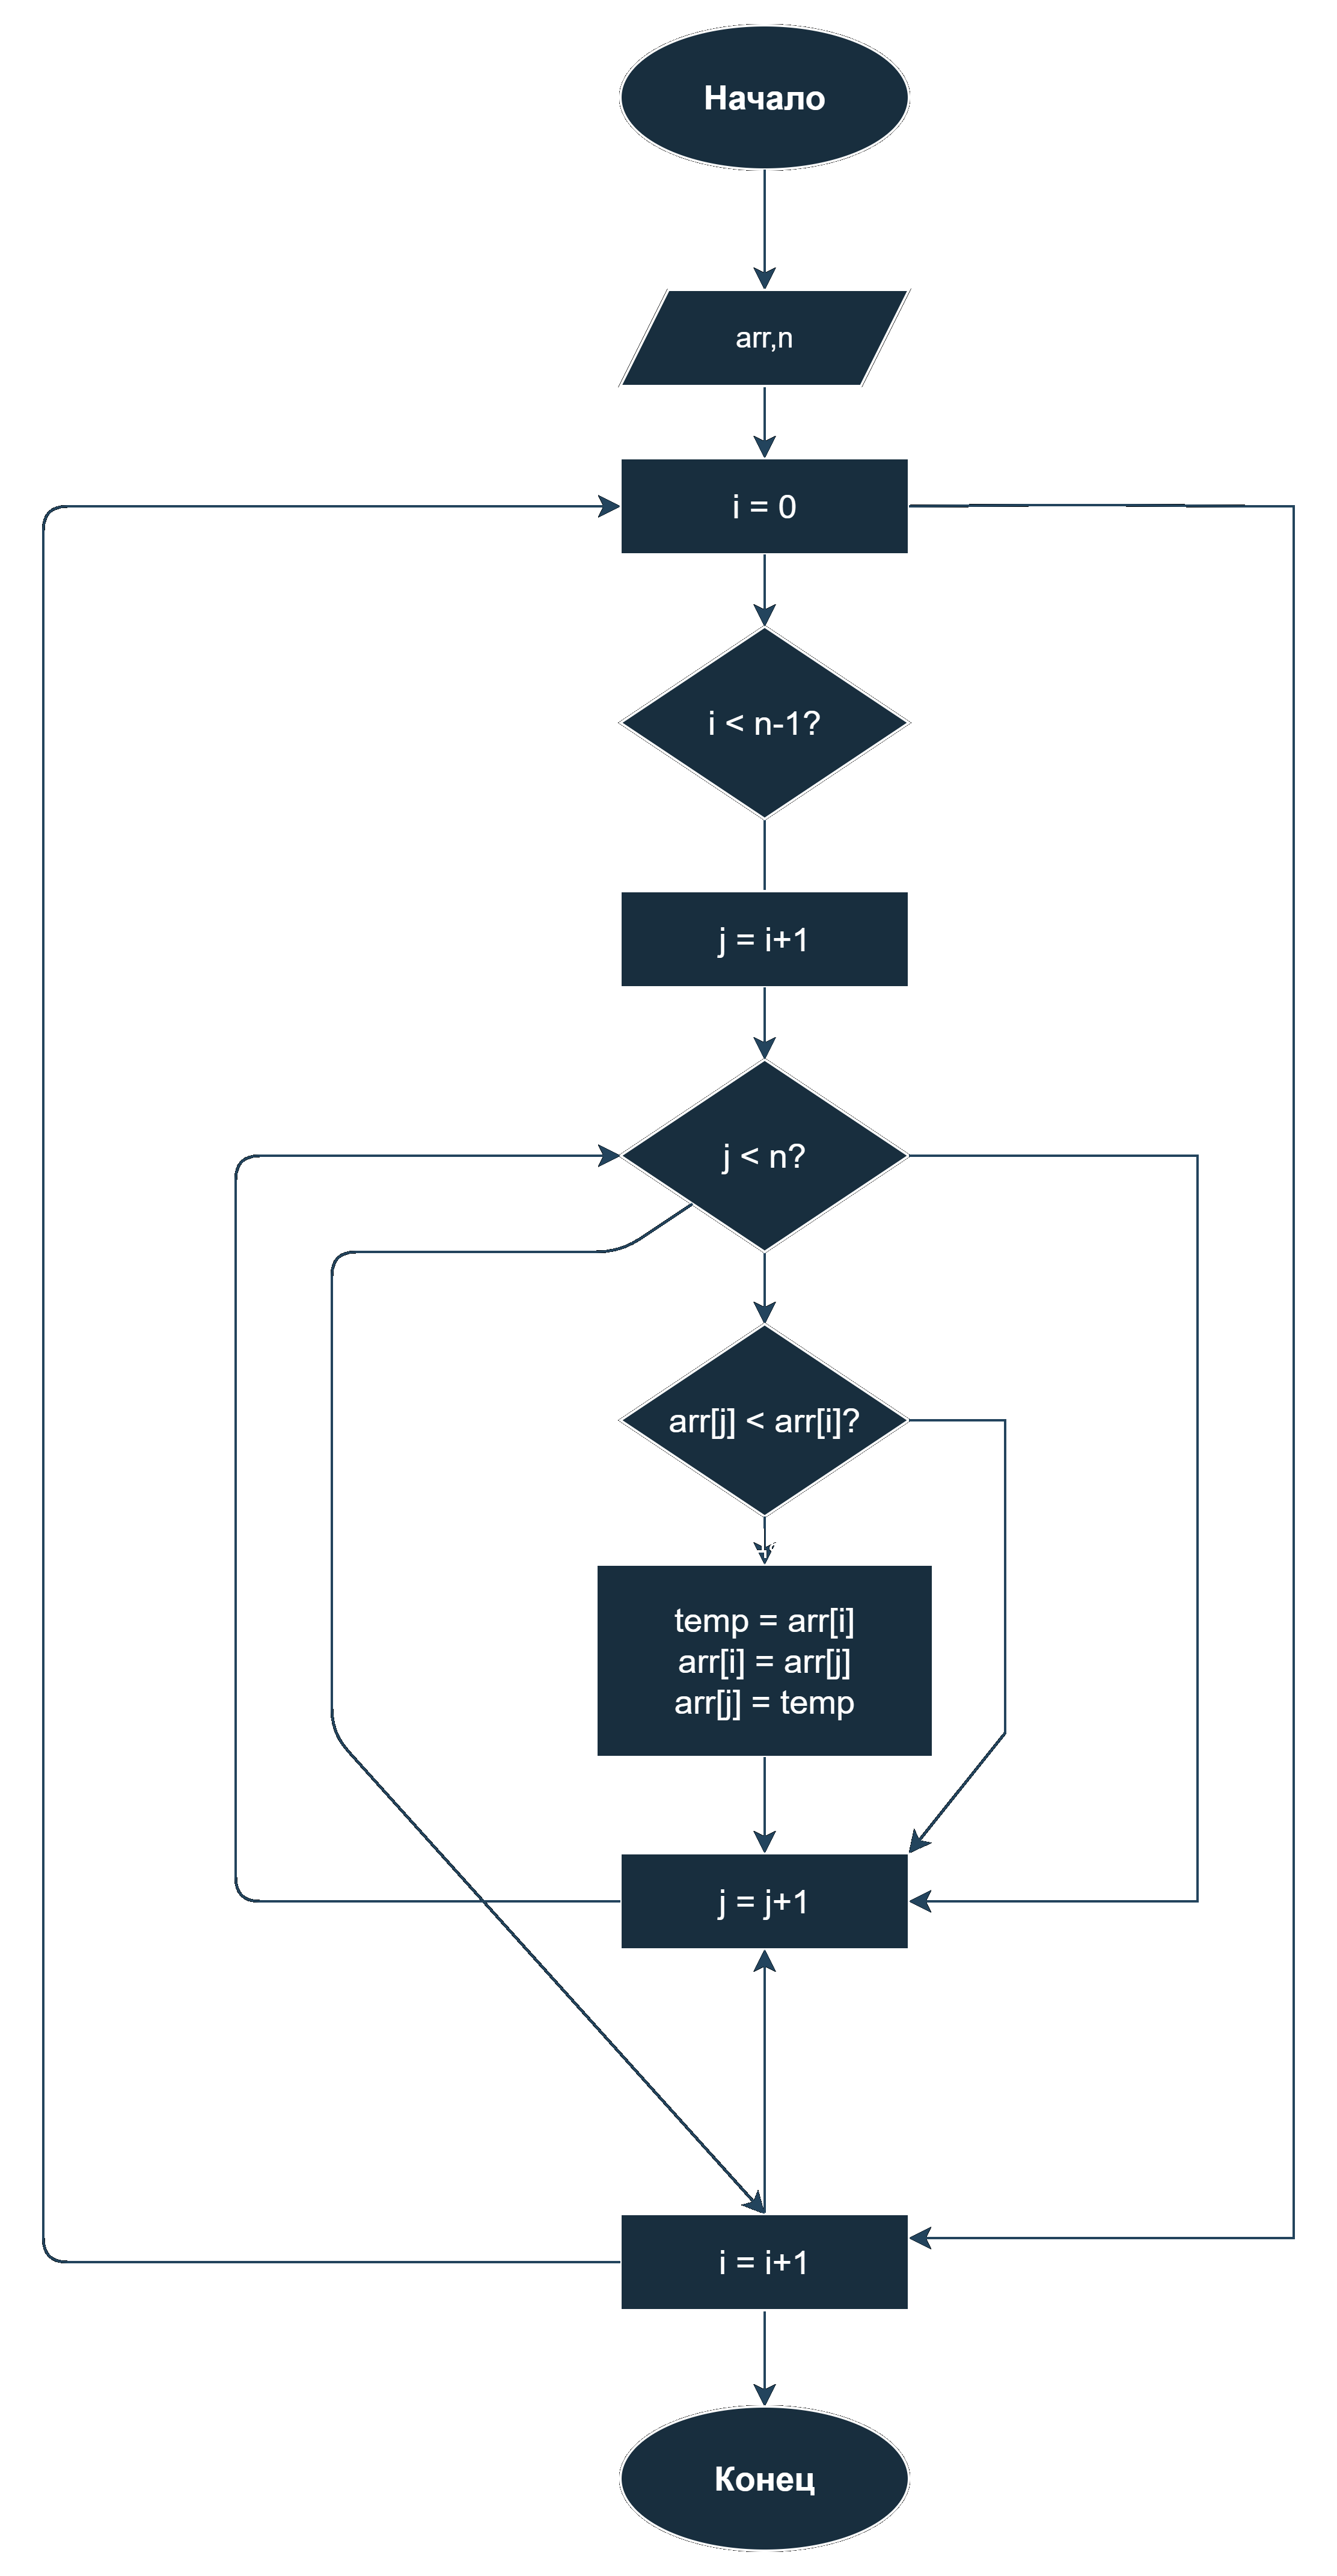 Начало
arr,n
i = 0
i < n-1?
j = i+1
j < n?
arr[j] < arr[i]?
temp = arr[i]
arr[i] = arr[j]
arr[j] = temp
j = j+1
i = i+1
Конец